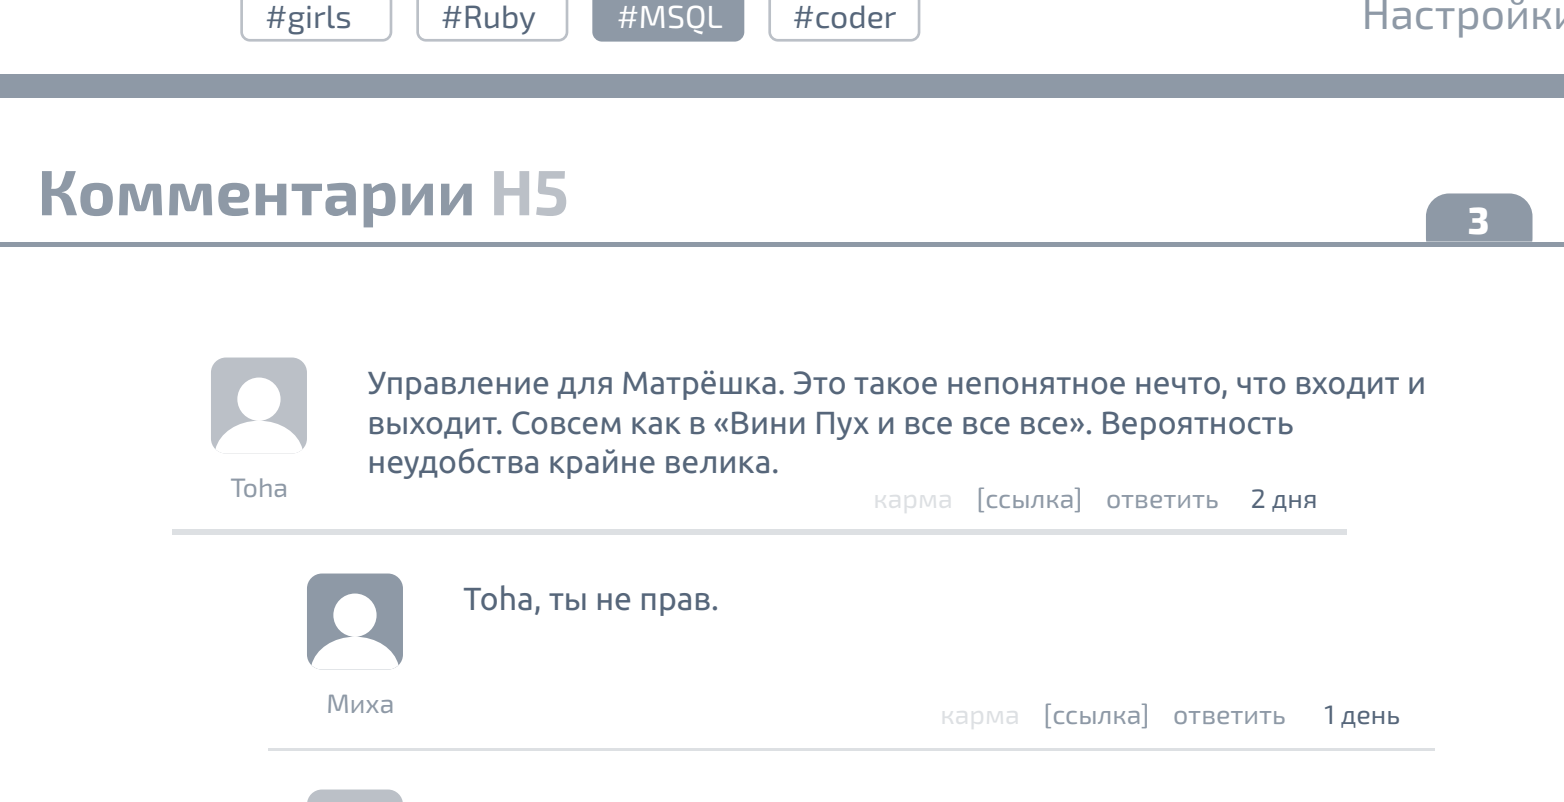 #girls #Ruby #MSQL #coder Настройки
Комментарии H5
3
Управление для Матрёшка. Это такое непонятное нечто, что входит и
выходит. Совсем как в «Вини Пух и все все все». Вероятность
неудобства крайне велика.
Toha
карма [ссылка] ответить 2 дня
Toha, ты не прав.
Миха
карма [ссылка] ответить 1 день